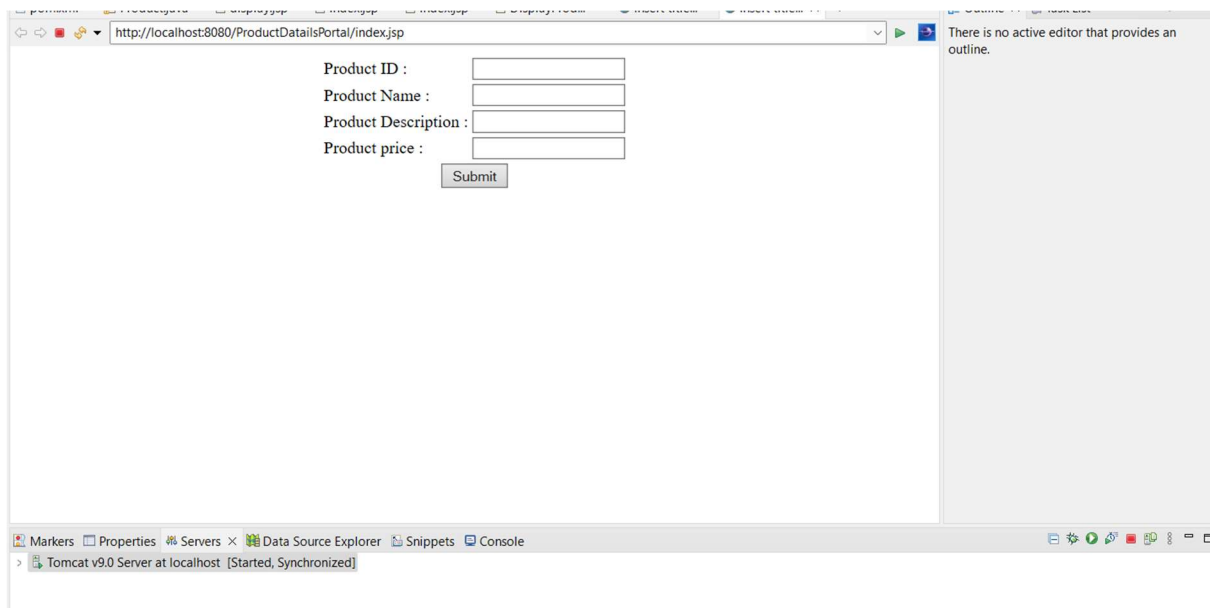 http://localhost:8080/ProductDatailsPortal/index.jsp
There is no active editor that provides an
outline.
Product ID :
Product Name :
Product Description :
Product price :
Submit
Markers Properties Servers Data Source Explorer Snippets Console
Tomcat v9.0 Server at localhost [Started, Synchronized]